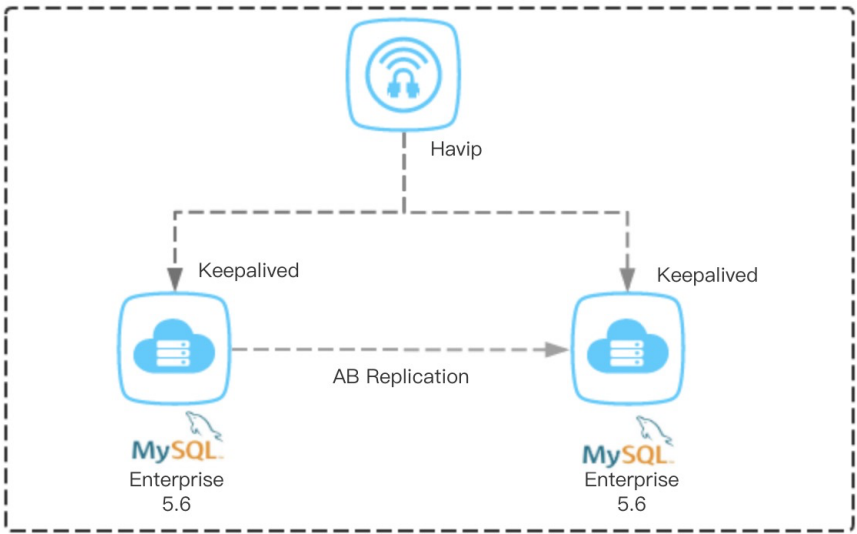 Havip
Keepalived
Keepalived
AB Replication
MySQL
Enterprise
5.6
MySQL
Enterprise
5.6